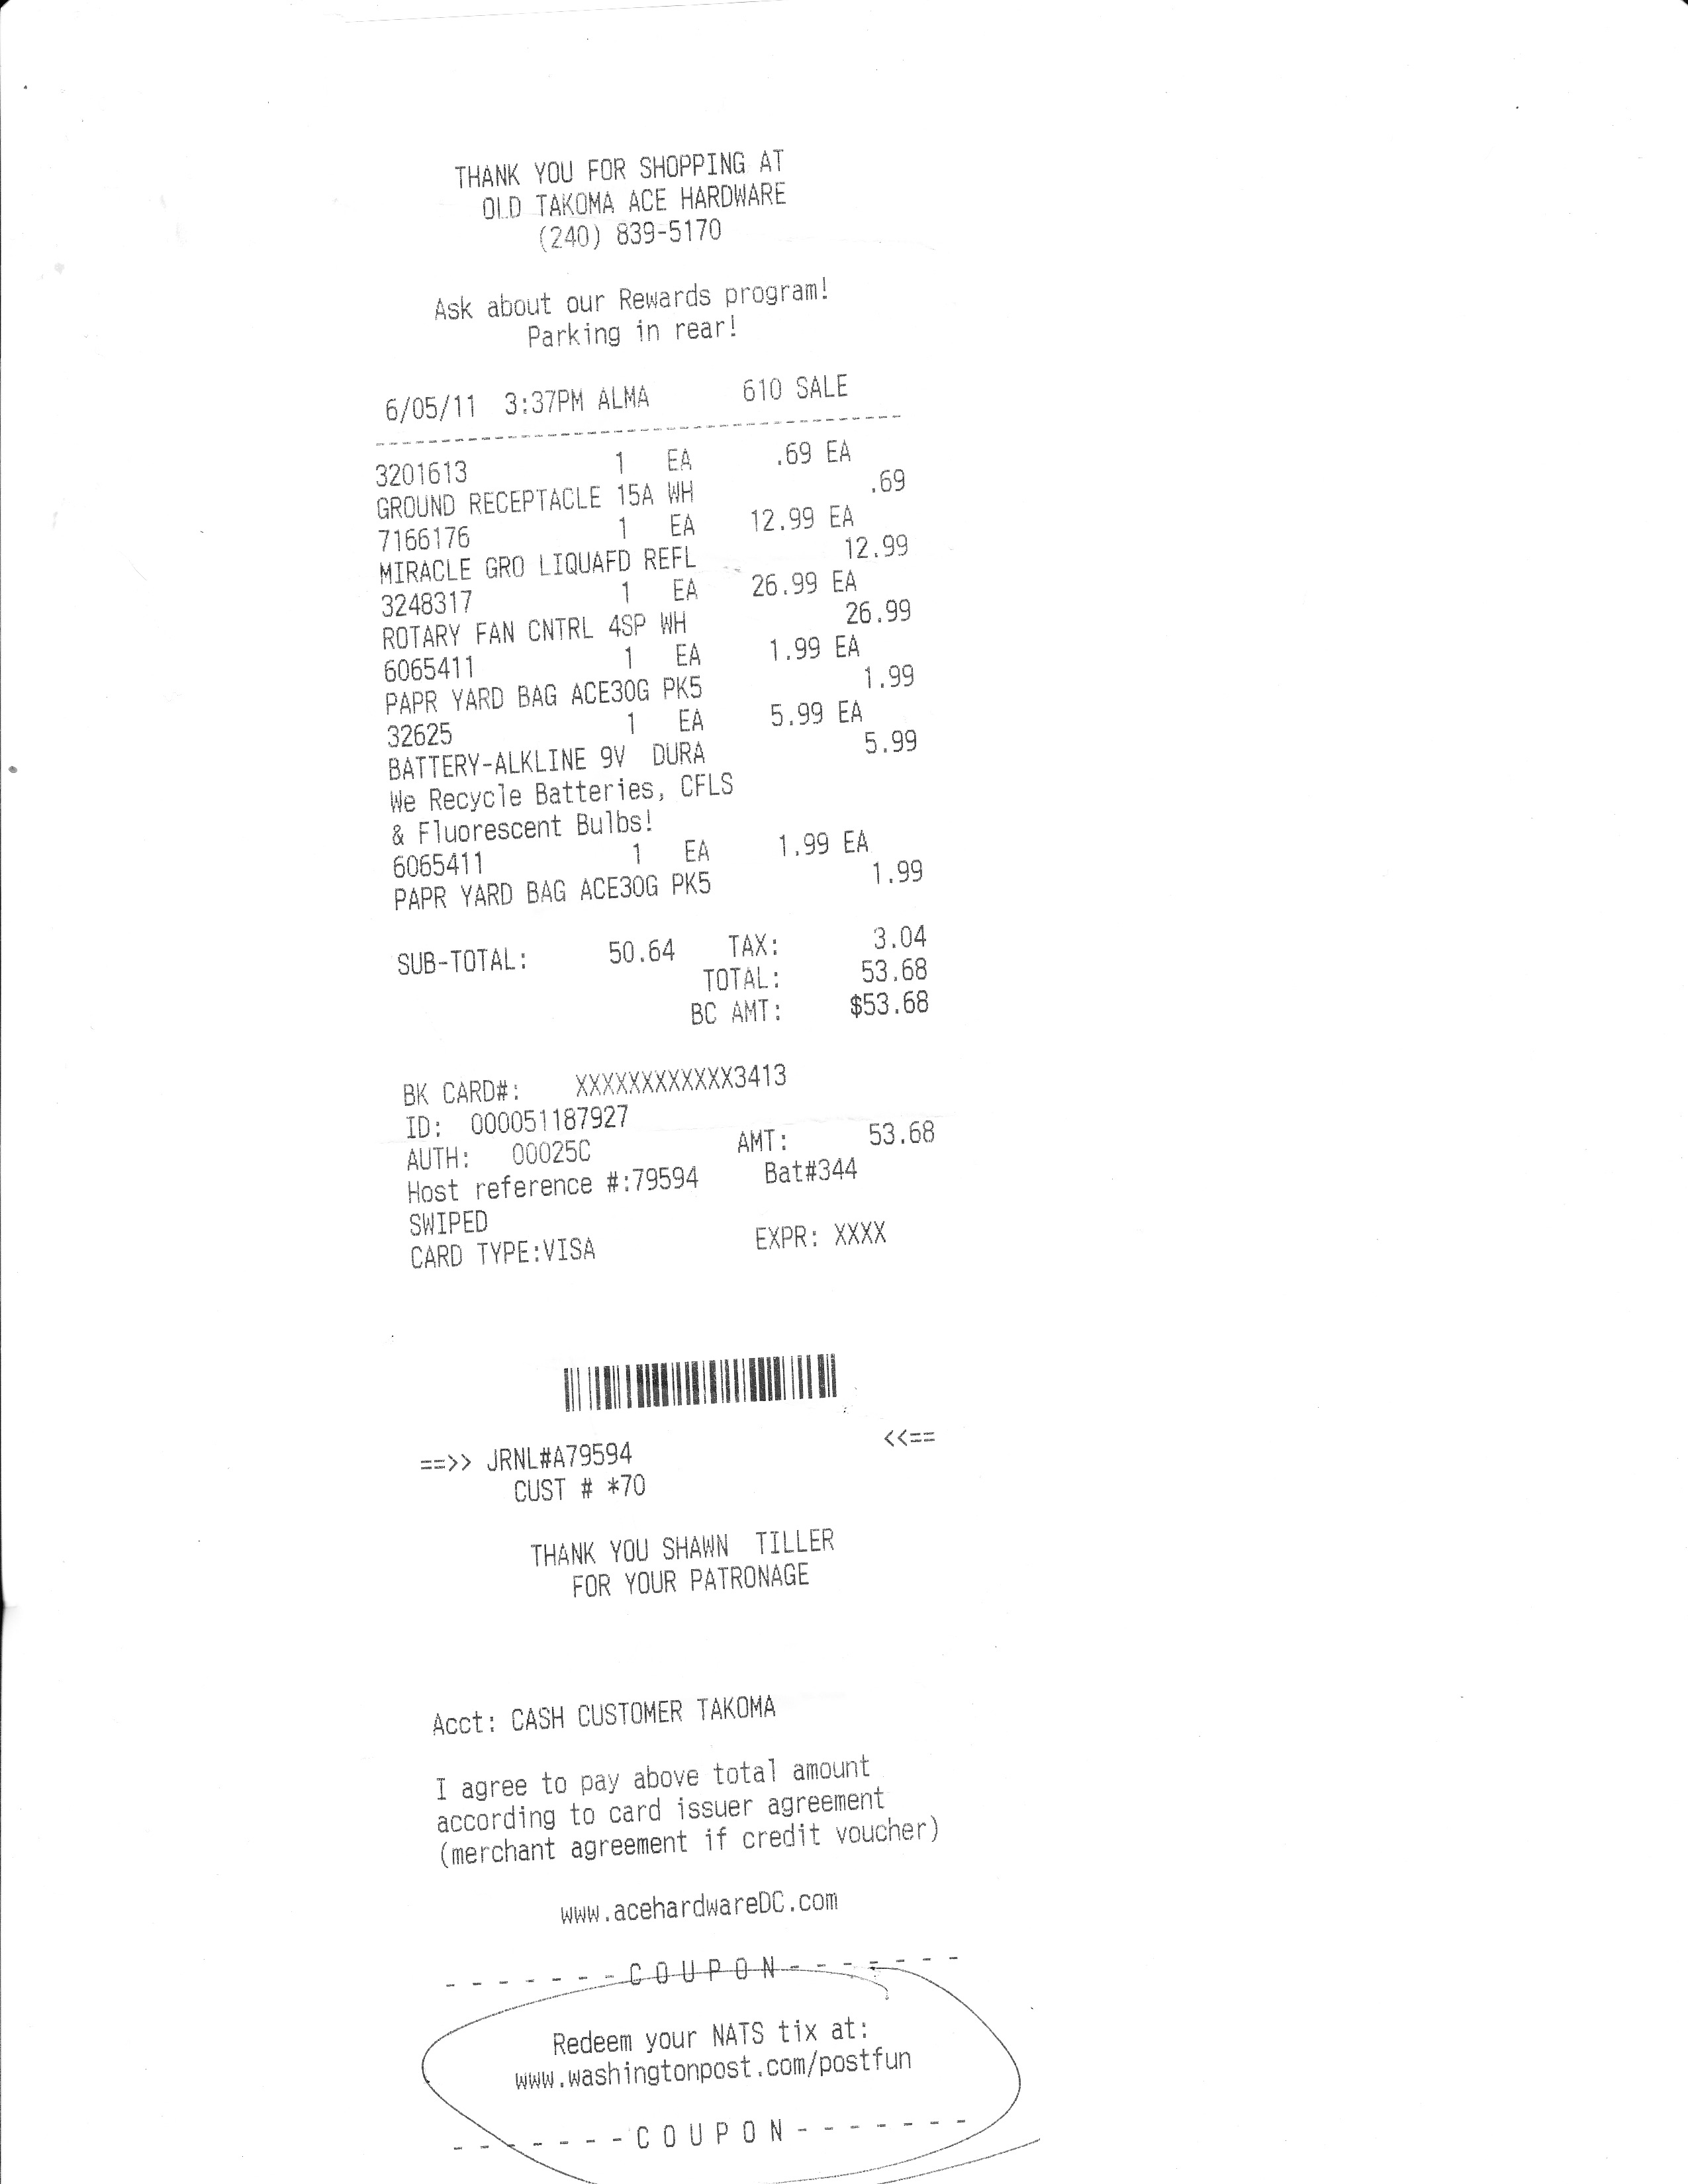 THANK YOU FOR SHOPPING AT
OLD TAKOMA ACE HARDWARE
(240) 839-5170
Ask about our Rewards program!
Parking in rear!
6/05/11 3:37PM ALMA 610 SALE
----------------------------------------
3201613 1 EA .69 EA
GROUND RECEPTACLE 15A WH .69
7166176 1 EA 12.99 EA
MIRACLE GRO LIQUAFD REFL 12.99
3248317 1 EA 26.99 EA
ROTARY FAN CNTRL 4SP WH 26.99
6065411 1 EA 1.99 EA
PAPR YARD BAG ACE30G PK5 1.99
32625 1 EA 5.99 EA
BATTERY-ALKLINE 9V DURA 5.99
We Recycle Batteries, CFLS
& Fluorescent Bulbs!
6065411 1 EA 1.99 EA
PAPR YARD BAG ACE30G PK5 1.99
SUB-TOTAL: 50.64 TAX: 3.04
TOTAL: 53.68
BC AMT: $53.68
BK CARD#: XXXXXXXXXXXX3413
ID: 000051187927
AUTH: 00025C AMT: 53.68
Host reference #:79594 Bat#344
SWIPED
CARD TYPE:VISA EXPR: XXXX
==>> JRNL#A79594 <<==
CUST # *70
THANK YOU SHAWN TILLER
FOR YOUR PATRONAGE
Acct: CASH CUSTOMER TAKOMA
I agree to pay above total amount
according to card issuer agreement
(merchant agreement if credit voucher)
www.acehardwareDC.com
- - - - - - - C O U P O N - - - - - - -
Redeem your NATS tix at:
www.washingtonpost.com/postfun
- - - - - - - C O U P O N - - - - - - -